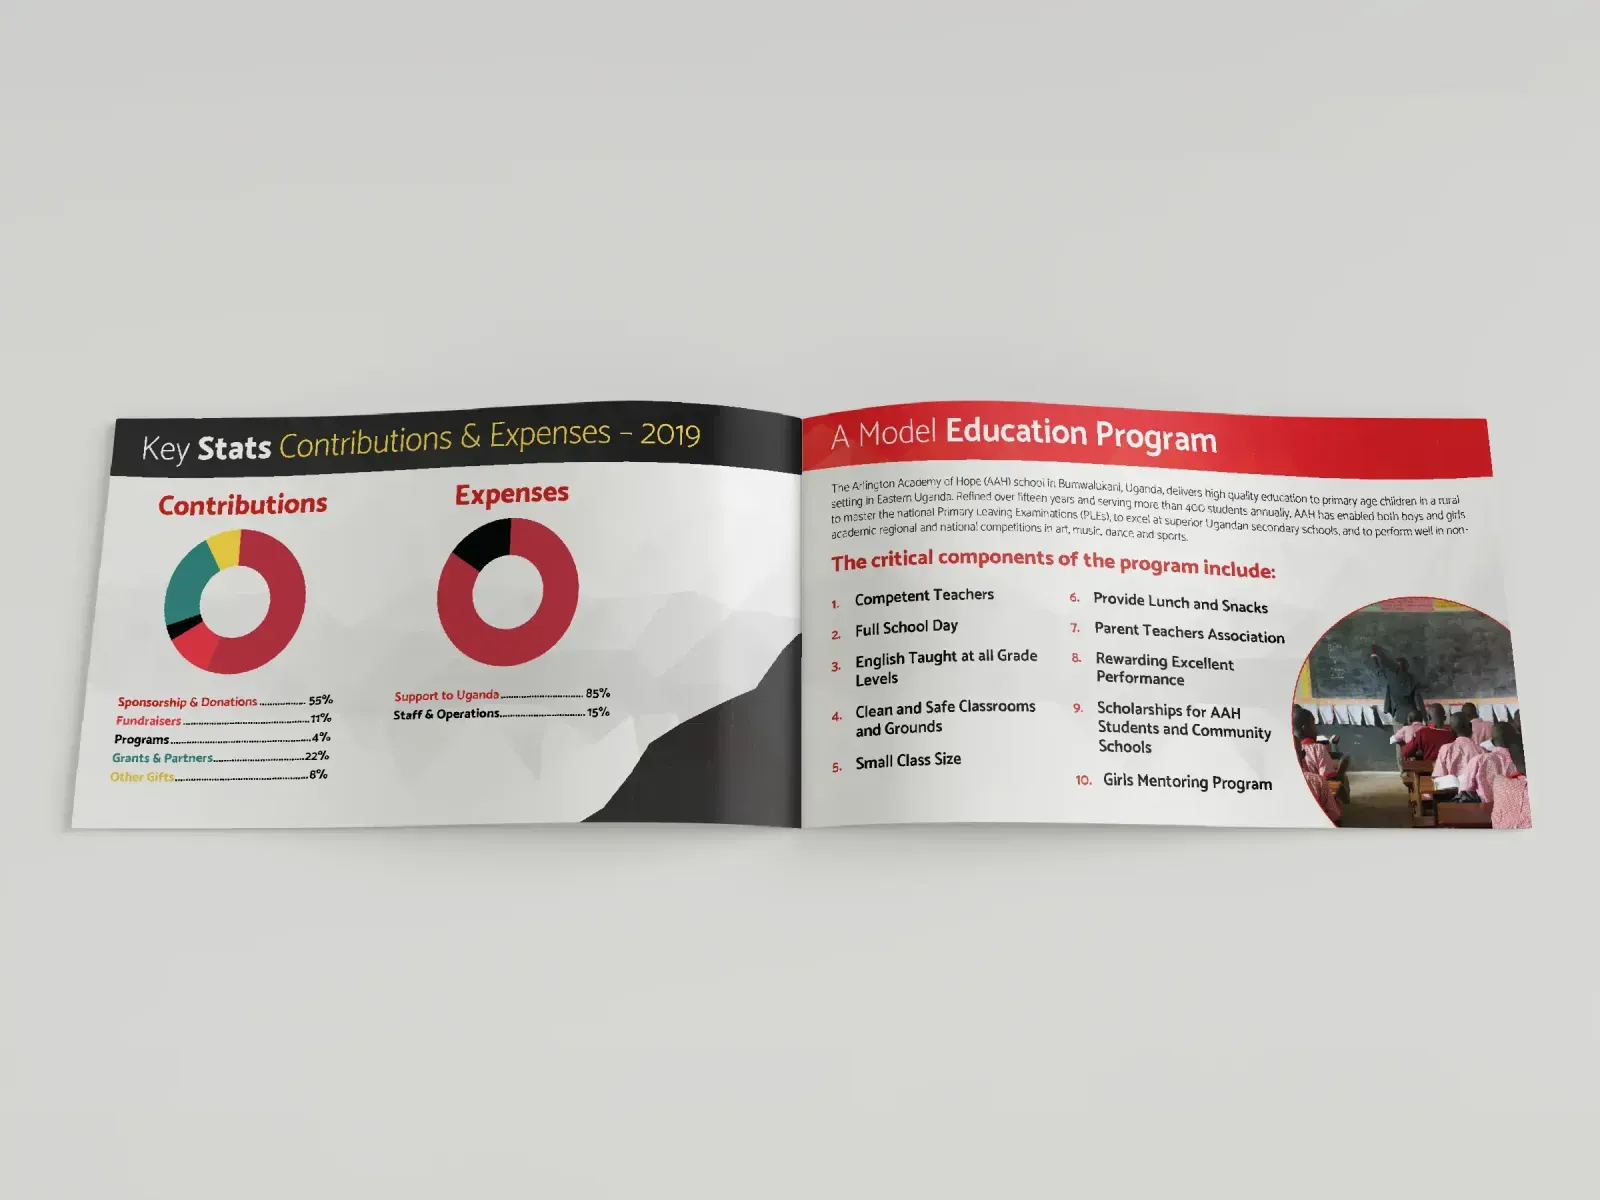 Key Stats Contributions & Expenses – 2019
Contributions
Sponsorship & Donations 55%
Fundraisers 11%
Programs 4%
Grants & Partners 22%
Other Gifts 8%
Expenses
Support to Uganda 85%
Staff & Operations 15%
A Model Education Program
The Arlington Academy of Hope (AAH) school in Bumwalukani, Uganda, delivers high quality education to primary age children in a rural
setting in Eastern Uganda. Refined over fifteen years and serving more than 400 students annually, AAH has enabled both boys and girls
to master the national Primary Leaving Examinations (PLEs), to excel at superior Ugandan secondary schools, and to perform well in non-
academic regional and national competitions in art, music, dance and sports.
The critical components of the program include:
1. Competent Teachers
2. Full School Day
3. English Taught at all Grade
Levels
4. Clean and Safe Classrooms
and Grounds
5. Small Class Size
6. Provide Lunch and Snacks
7. Parent Teachers Association
8. Rewarding Excellent
Performance
9. Scholarships for AAH
Students and Community
Schools
10. Girls Mentoring Program